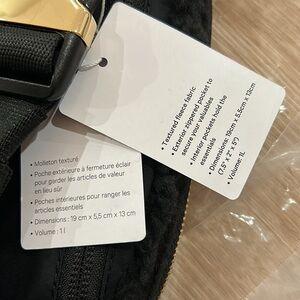 • Textured fleece fabric
• Exterior zippered pocket to
secure your valuables
• Interior pockets hold the
essentials
• Dimensions: 19cm x 5.5cm x 13cm
(7.5" x 2" x 5")
• Volume: 1L
• Molleton texturé
• Poche extérieure à fermeture éclair
pour garder les articles de valeur
en lieu sûr
• Poches intérieures pour ranger les
articles essentiels
• Dimensions : 19 cm x 5,5 cm x 13 cm
• Volume : 1 l